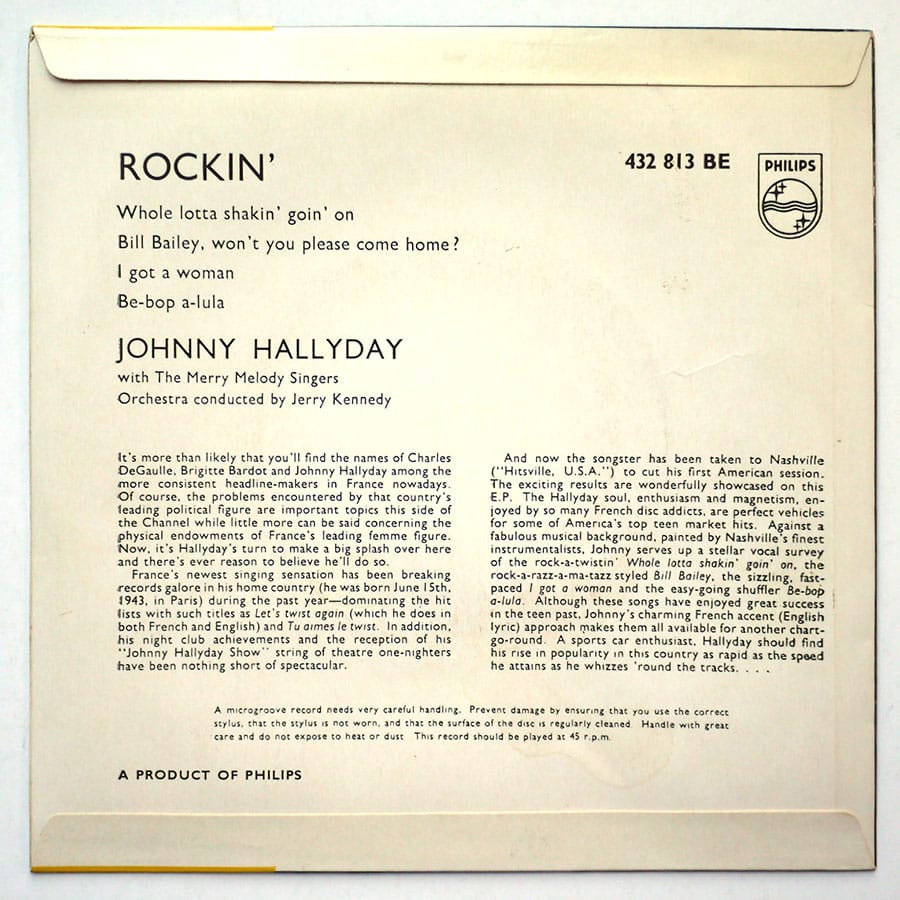 ROCKIN'
432 813 BE
PHILIPS
Whole lotta shakin' goin' on
Bill Bailey, won't you please come home?
I got a woman
Be-bop a-lula
JOHNNY HALLYDAY
with The Merry Melody Singers
Orchestra conducted by Jerry Kennedy
It's more than likely that you'll find the names of Charles
DeGaulle, Brigitte Bardot and Johnny Hallyday among the
more consistent headline-makers in France nowadays.
Of course, the problems encountered by that country's
leading political figure are important topics this side of
the Channel while little more can be said concerning the
physical endowments of France's leading femme figure.
Now, it's Hallyday's turn to make a big splash over here
and there's ever reason to believe he'll do so.
France's newest singing sensation has been breaking
records galore in his home country (he was born June 15th,
1943, in Paris) during the past year—dominating the hit
lists with such titles as Let's twist again (which he does in
both French and English) and Tu aimes le twist. In addition,
his night club achievements and the reception of his
"Johnny Hallyday Show" string of theatre one-nighters
have been nothing short of spectacular.
And now the songster has been taken to Nashville
("Hitsville, U.S.A.") to cut his first American session.
The exciting results are wonderfully showcased on this
E.P. The Hallyday soul, enthusiasm and magnetism, en-
joyed by so many French disc addicts, are perfect vehicles
for some of America's top teen market hits. Against a
fabulous musical background, painted by Nashville's finest
instrumentalists, Johnny serves up a stellar vocal survey
of the rock-a-twistin' Whole lotta shakin' goin' on, the
rock-a-razz-a-ma-tazz styled Bill Bailey, the sizzling, fast-
paced I got a woman and the easy-going shuffler Be-bop
a-lula. Although these songs have enjoyed great success
in the teen past, Johnny's charming French accent (English
lyric) approach makes them all available for another chart-
go-round. A sports car enthusiast, Hallyday should find
his rise in popularity in this country as rapid as the speed
he attains as he whizzes 'round the tracks. . . .
A microgroove record needs very careful handling. Prevent damage by ensuring that you use the correct
stylus, that the stylus is not worn, and that the surface of the disc is regularly cleaned. Handle with great
care and do not expose to heat or dust This record should be played at 45 r.p.m.
A PRODUCT OF PHILIPS